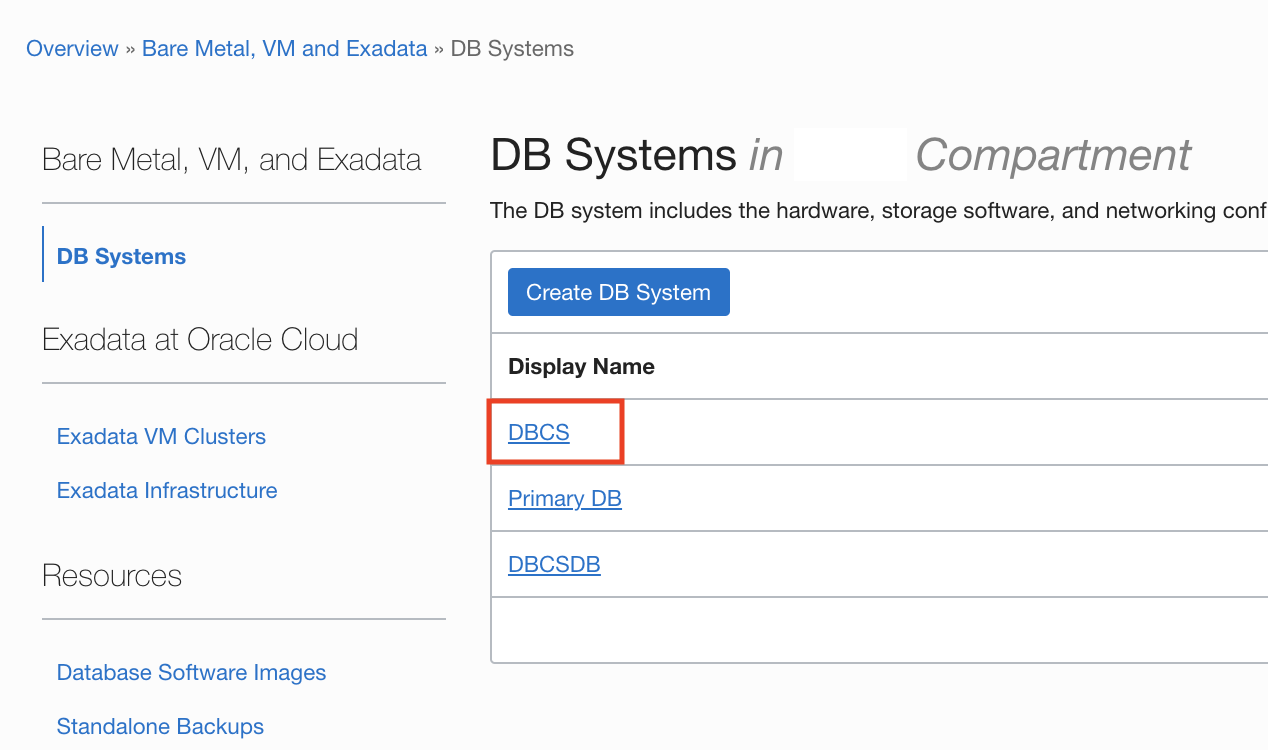 Overview » Bare Metal, VM and Exadata » DB Systems
Bare Metal, VM, and Exadata
DB Systems
Exadata at Oracle Cloud
Exadata VM Clusters
Exadata Infrastructure
Resources
Database Software Images
Standalone Backups
DB Systems in Compartment
The DB system includes the hardware, storage software, and networking conf
Create DB System
Display Name
DBCS
Primary DB
DBCSDB